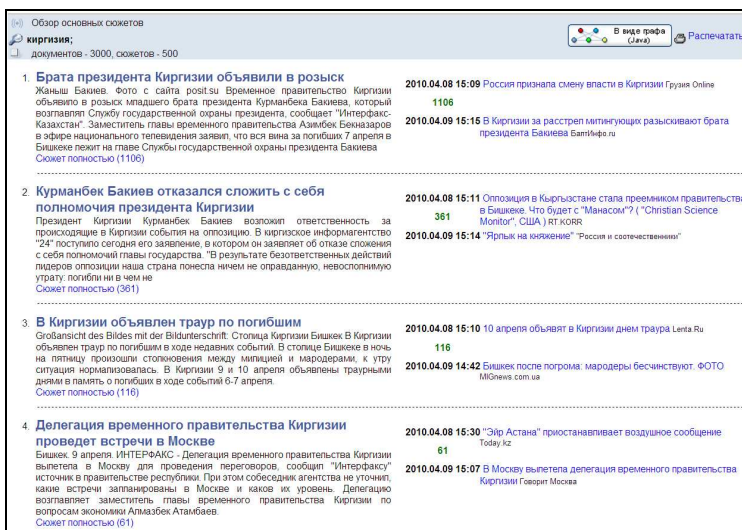 Обзор основных сюжетов
киргизия;
документов - 3000, сюжетов - 500
В виде графа
(Java)
Распечатать
1. Брата президента Киргизии объявили в розыск
Жаныш Бакиев. Фото с сайта posit.su Временное правительство Киргизии
объявило в розыск младшего брата президента Курманбека Бакиева, который
возглавлял Службу государственной охраны президента, сообщает "Интерфакс-
Казахстан". Заместитель главы временного правительства Азимбек Бекназаров
в эфире национального телевидения заявил, что вся вина за погибших 7 апреля в
Бишкеке лежит на главе Службы государственной охраны президента Бакиева
Сюжет полностью (1106)
2010.04.08 15:09 Россия признала смену власти в Киргизии Грузия Online
1106
2010.04.09 15:15 В Киргизии за расстрел митингующих разыскивают брата
президента Бакиева БалтИнфо.ru
2. Курманбек Бакиев отказался сложить с себя
полномочия президента Киргизии
Президент Киргизии Курманбек Бакиев возложил ответственность за
происходящие в Киргизии события на оппозицию. В киргизское информагентство
"24" поступило сегодня его заявление, в котором он заявляет об отказе сложения
с себя полномочий главы государства. "В результате безответственных действий
лидеров оппозиции наша страна понесла ничем не оправданную, невосполнимую
утрату: погибли ни в чем не
Сюжет полностью (361)
2010.04.08 15:11 Оппозиция в Кыргызстане стала преемником правительства
в Бишкеке. Что будет с "Манасом"? ( "Christian Science
Monitor", США ) RT.KORR
361
2010.04.09 15:14 "Ярлык на княжение" "Россия и соотечественники"
3. В Киргизии объявлен траур по погибшим
Großansicht des Bildes mit der Bildunterschrift: Столица Киргизии Бишкек В Киргизии
объявлен траур по погибшим в ходе недавних событий. В столице Бишкеке в ночь
на пятницу произошли столкновения между милицией и мародерами, к утру
ситуация нормализовалась. В Киргизии 9 и 10 апреля объявлены траурными
днями в память о погибших в ходе событий 6-7 апреля.
Сюжет полностью (116)
2010.04.08 15:10 10 апреля объявят в Киргизии днем траура Lenta.Ru
116
2010.04.09 14:42 Бишкек после погрома: мародеры бесчинствуют. ФОТО
MIGnews.com.ua
4. Делегация временного правительства Киргизии
проведет встречи в Москве
Бишкек. 9 апреля. ИНТЕРФАКС - Делегация временного правительства Киргизии
вылетела в Москву для проведения переговоров, сообщил "Интерфаксу"
источник в правительстве республики. При этом собеседник агентства не уточнил,
какие встречи запланированы в Москве и каков их уровень. Делегацию
возглавляет заместитель главы временного правительства Киргизии по
вопросам экономики Алмазбек Атамбаев.
Сюжет полностью (61)
2010.04.08 15:30 "Эйр Астана" приостанавливает воздушное сообщение
Today.kz
61
2010.04.09 15:07 В Москву вылетела делегация временного правительства
Киргизии Говорит Москва